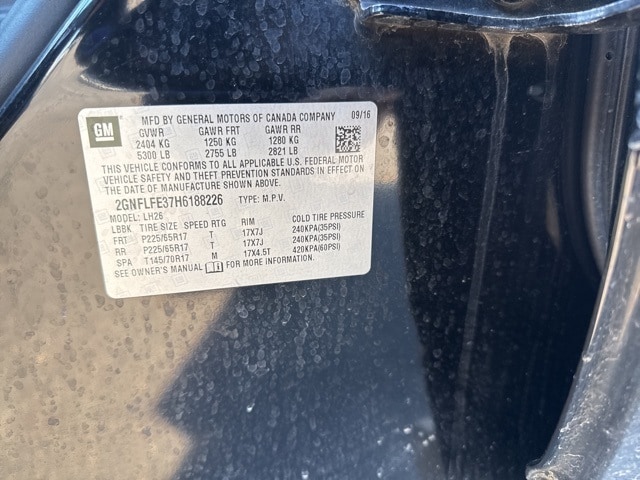 GM
MFD BY GENERAL MOTORS OF CANADA COMPANY 09/16
GVWR GAWR FRT GAWR RR
2404 KG 1250 KG 1280 KG
5300 LB 2755 LB 2821 LB
THIS VEHICLE CONFORMS TO ALL APPLICABLE U.S. FEDERAL MOTOR
VEHICLE SAFETY AND THEFT PREVENTION STANDARDS IN EFFECT ON
THE DATE OF MANUFACTURE SHOWN ABOVE.
2GNFLFE37H6188226 TYPE: M.P.V.
MODEL: LH26
LBBK TIRE SIZE SPEED RTG RIM COLD TIRE PRESSURE
FRT P225/65R17 T 17X7J 240KPA(35PSI)
RR P225/65R17 T 17X7J 240KPA(35PSI)
SPA T145/70R17 M 17X4.5T 420KPA(60PSI)
SEE OWNER'S MANUAL FOR MORE INFORMATION.